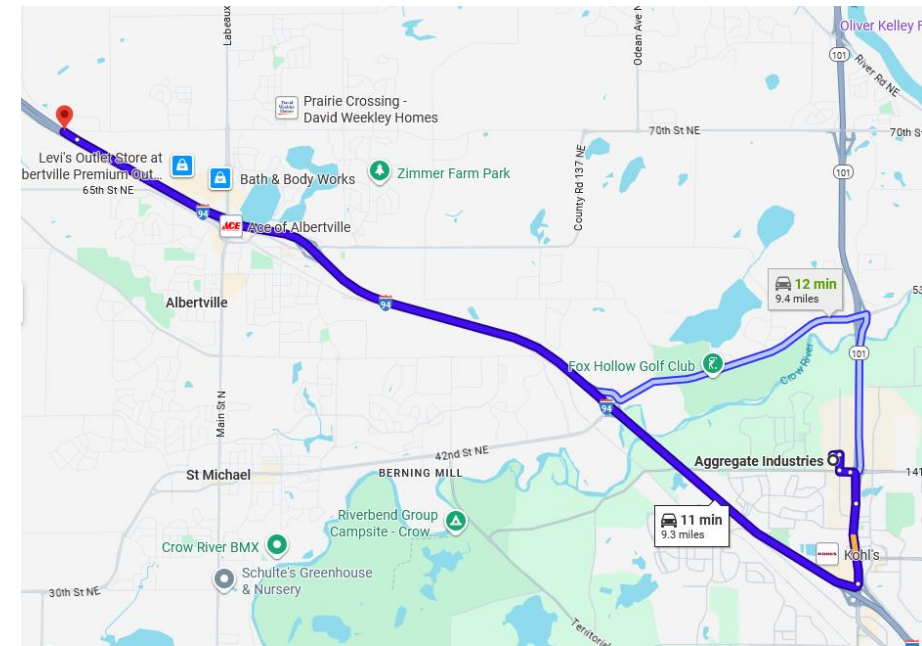 Labeaux
Odean Ave N
Oliver Kelley F
101
River Rd NE
Prairie Crossing -
David Weekley Homes
70th St NE
70th S
Levi's Outlet Store at
bertville Premium Out...
Bath & Body Works
Zimmer Farm Park
101
65th St NE
County Rd 137 NE
94
ACE
Ace of Albertville
12 min
9.4 miles
53
94
Albertville
101
Fox Hollow Golf Club
Crow River
94
Main St N
42nd St NE
Aggregate Industries
141
St Michael
BERNING MILL
Riverbend Group
Campsite - Crow...
11 min
9.3 miles
Crow River BMX
KOHL'S
Kohl's
Schulte's Greenhouse
& Nursery
30th St NE
Territorial